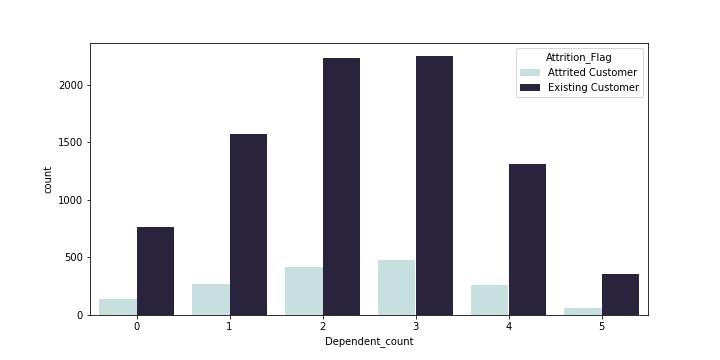 Attrition_Flag
Attrited Customer
Existing Customer
2000
1500
1000
500
0
count
0 1 2 3 4 5
Dependent_count